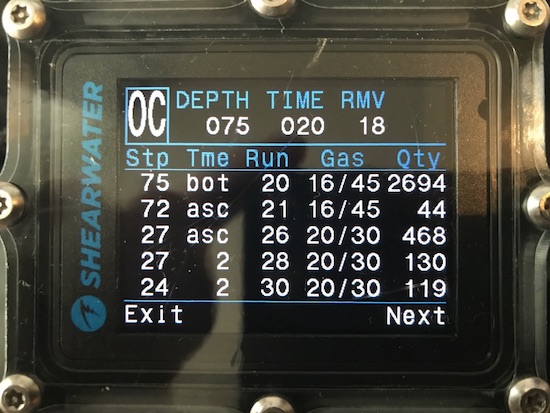 SHEARWATER
OC DEPTH TIME RMV
075 020 18
Stp Tme Run Gas Qty
75 bot 20 16/45 2694
72 asc 21 16/45 44
27 asc 26 20/30 468
27 2 28 20/30 130
24 2 30 20/30 119
Exit Next